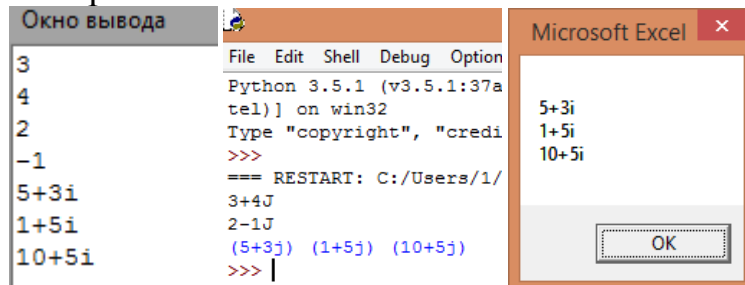 Окно вывода
3
4
2
-1
5+3i
1+5i
10+5i
File Edit Shell Debug Option
Python 3.5.1 (v3.5.1:37a
tel)] on win32
Type "copyright", "credi
>>>
=== RESTART: C:/Users/1/
3+4J
2-1J
(5+3j) (1+5j) (10+5j)
>>>
Microsoft Excel
5+3i
1+5i
10+5i
OK